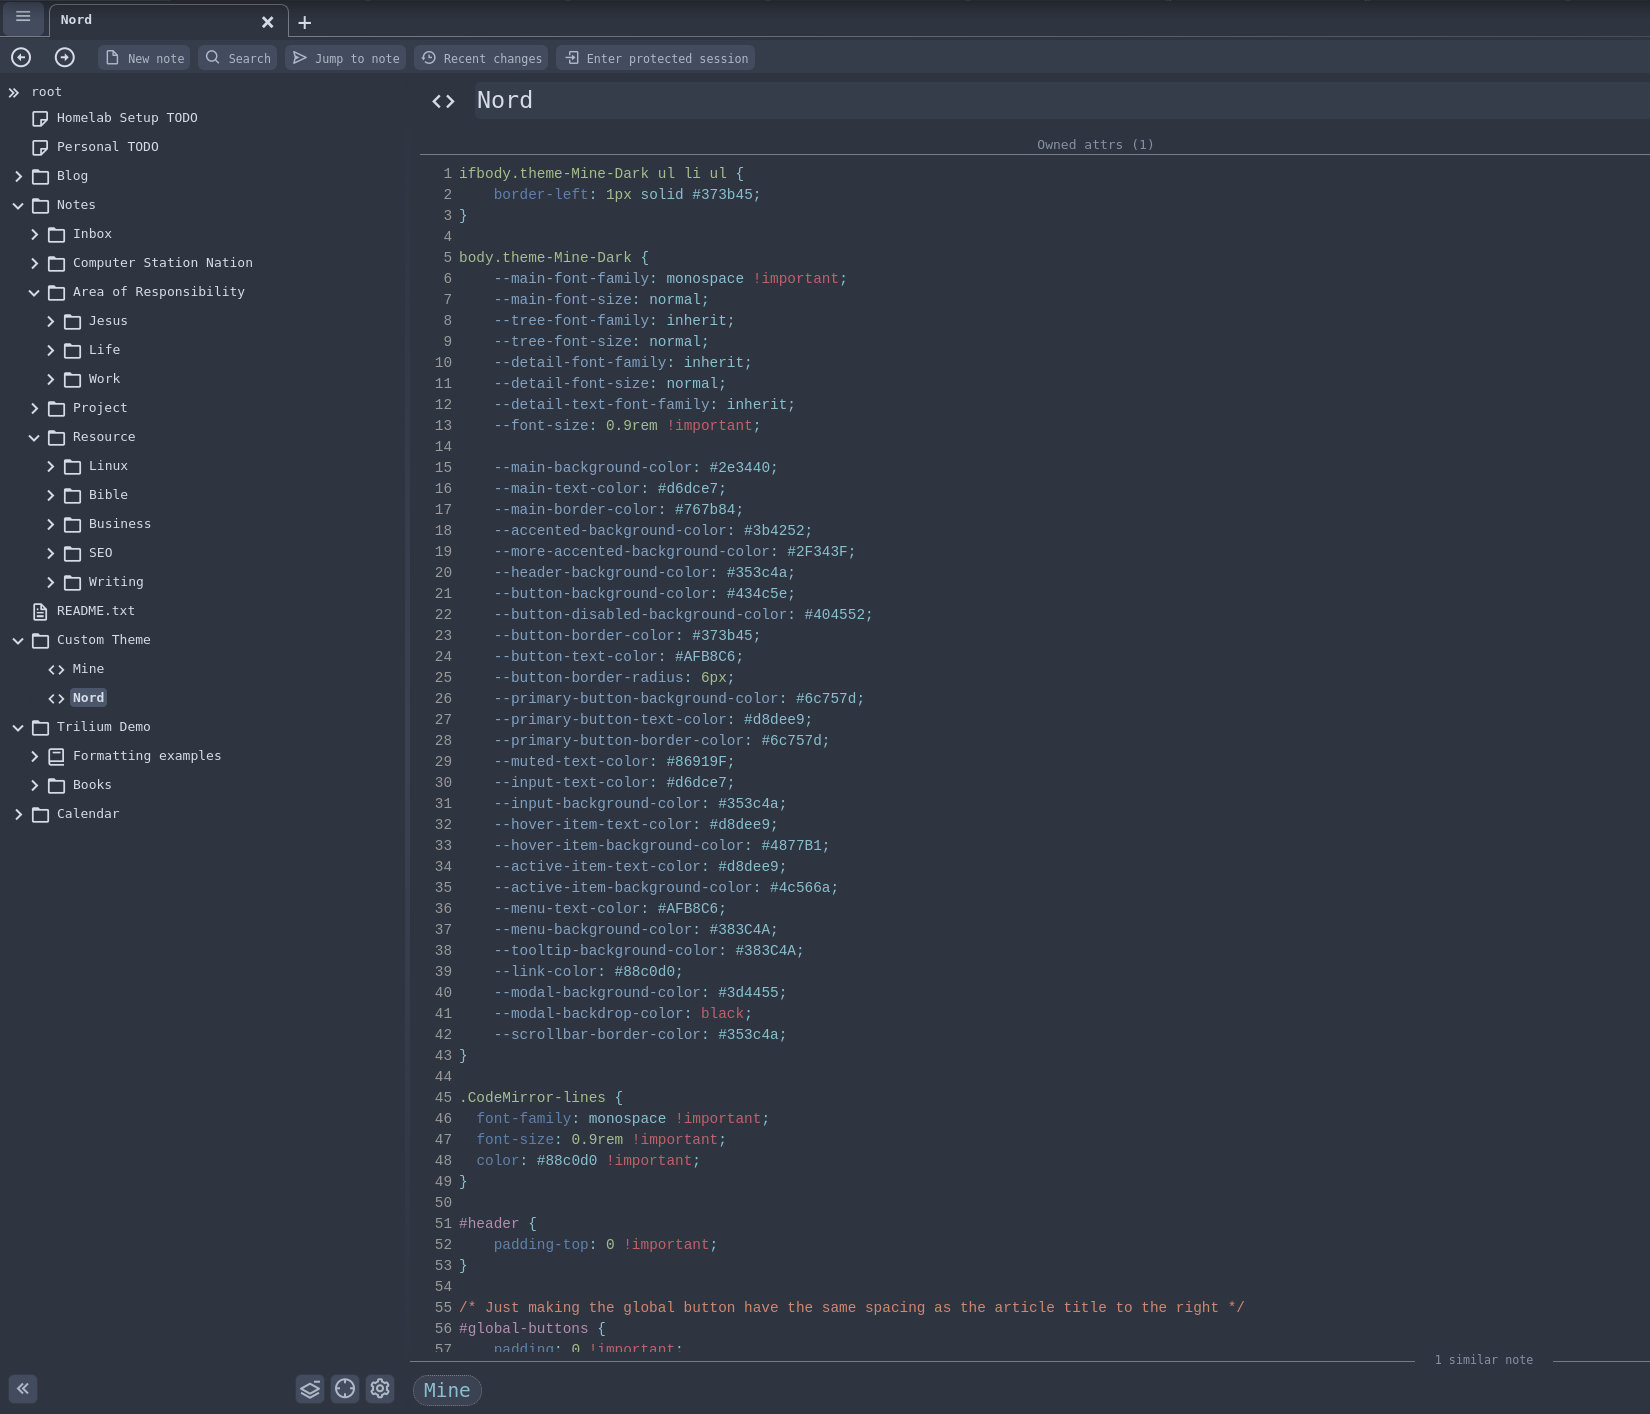 Nord
New note Search Jump to note Recent changes Enter protected session
root
Homelab Setup TODO
Personal TODO
Blog
Notes
Inbox
Computer Station Nation
Area of Responsibility
Jesus
Life
Work
Project
Resource
Linux
Bible
Business
SEO
Writing
README.txt
Custom Theme
Mine
Nord
Trilium Demo
Formatting examples
Books
Calendar
Nord
Owned attrs (1)
1 ifbody.theme-Mine-Dark ul li ul {
2     border-left: 1px solid #373b45;
3 }
4
5 body.theme-Mine-Dark {
6     --main-font-family: monospace !important;
7     --main-font-size: normal;
8     --tree-font-family: inherit;
9     --tree-font-size: normal;
10     --detail-font-family: inherit;
11     --detail-font-size: normal;
12     --detail-text-font-family: inherit;
13     --font-size: 0.9rem !important;
14
15     --main-background-color: #2e3440;
16     --main-text-color: #d6dce7;
17     --main-border-color: #767b84;
18     --accented-background-color: #3b4252;
19     --more-accented-background-color: #2F343F;
20     --header-background-color: #353c4a;
21     --button-background-color: #434c5e;
22     --button-disabled-background-color: #404552;
23     --button-border-color: #373b45;
24     --button-text-color: #AFB8C6;
25     --button-border-radius: 6px;
26     --primary-button-background-color: #6c757d;
27     --primary-button-text-color: #d8dee9;
28     --primary-button-border-color: #6c757d;
29     --muted-text-color: #86919F;
30     --input-text-color: #d6dce7;
31     --input-background-color: #353c4a;
32     --hover-item-text-color: #d8dee9;
33     --hover-item-background-color: #4877B1;
34     --active-item-text-color: #d8dee9;
35     --active-item-background-color: #4c566a;
36     --menu-text-color: #AFB8C6;
37     --menu-background-color: #383C4A;
38     --tooltip-background-color: #383C4A;
39     --link-color: #88c0d0;
40     --modal-background-color: #3d4455;
41     --modal-backdrop-color: black;
42     --scrollbar-border-color: #353c4a;
43 }
44
45 .CodeMirror-lines {
46   font-family: monospace !important;
47   font-size: 0.9rem !important;
48   color: #88c0d0 !important;
49 }
50
51 #header {
52     padding-top: 0 !important;
53 }
54
55 /* Just making the global button have the same spacing as the article title to the right */
56 #global-buttons {
57     padding: 0 !important;
1 similar note
Mine